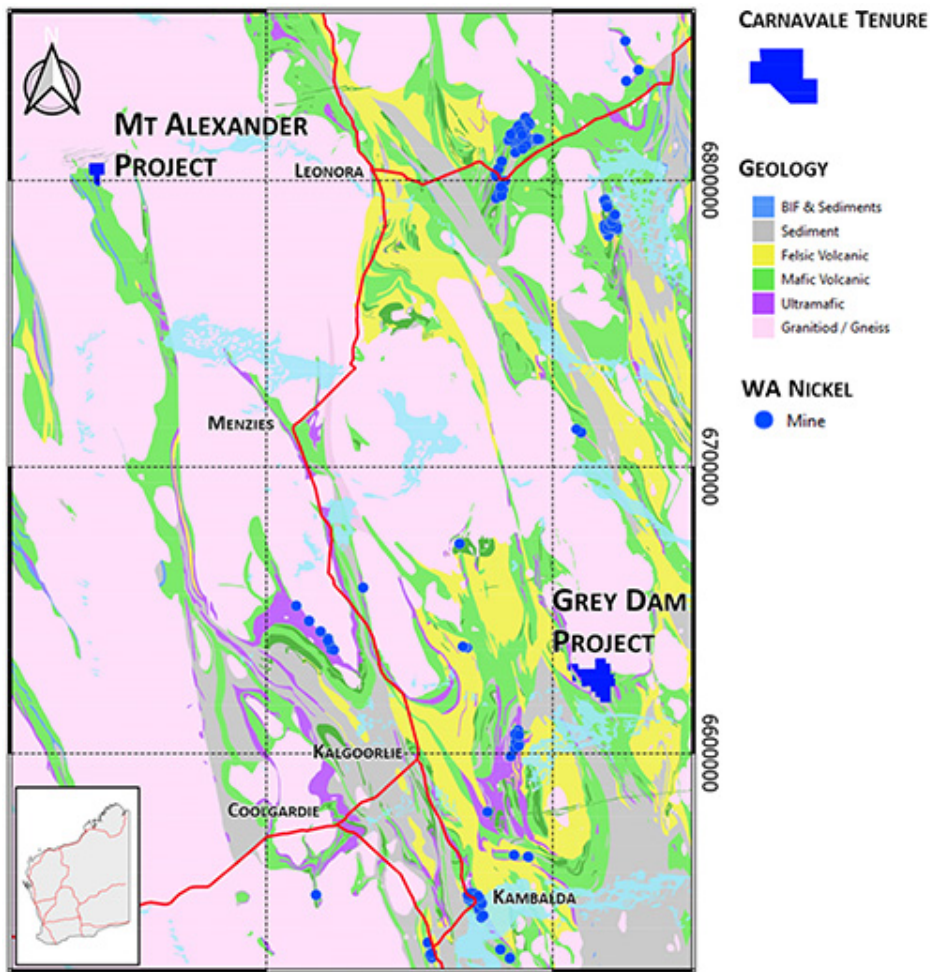 N
MT ALEXANDER
PROJECT
LEONORA
MENZIES
GREY DAM
PROJECT
KALGOORLIE
COOLGARDIE
KAMBALDA
6800000
6700000
6600000
CARNAVALE TENURE
GEOLOGY
BIF & Sediments
Sediment
Felsic Volcanic
Mafic Volcanic
Ultramafic
Granitiod / Gneiss
WA NICKEL
Mine